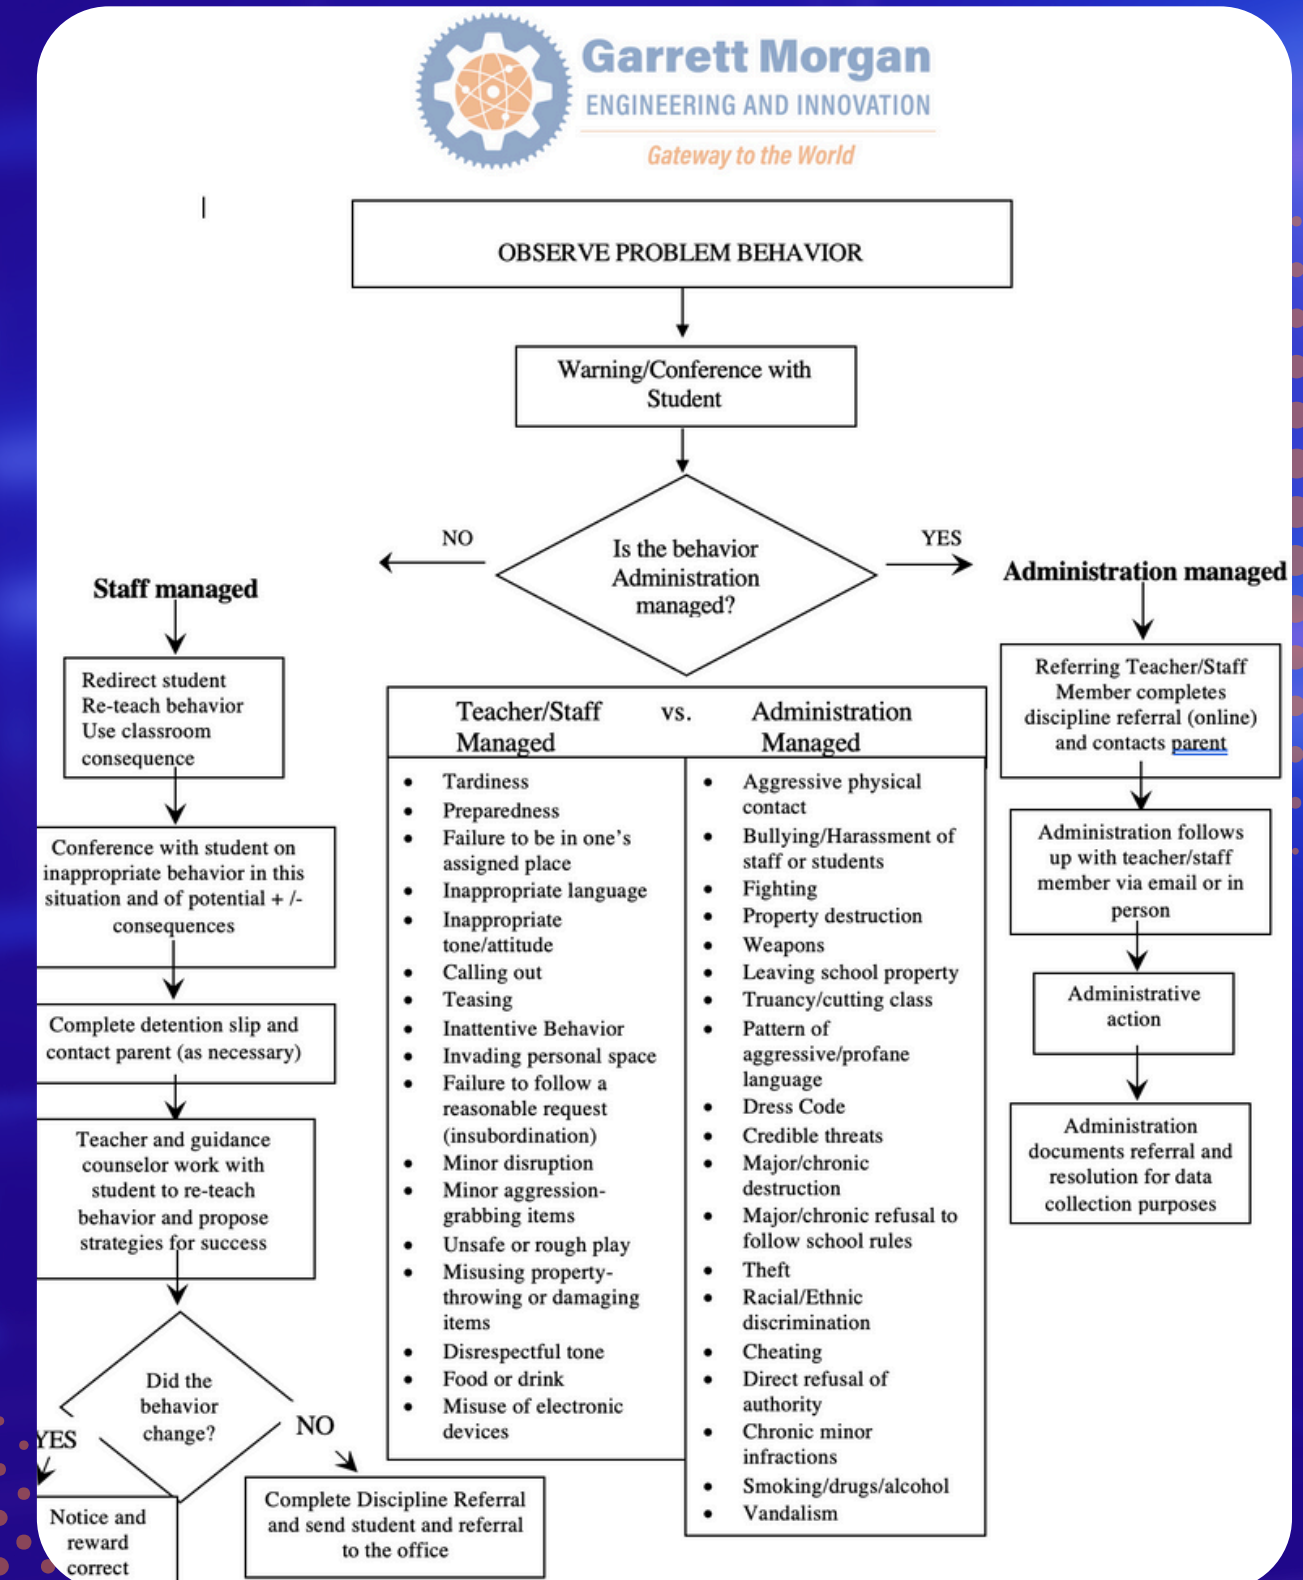 Garrett Morgan
ENGINEERING AND INNOVATION
Gateway to the World
OBSERVE PROBLEM BEHAVIOR
Warning/Conference with
Student
Is the behavior
Administration
managed?
NO
YES
Staff managed
Redirect student
Re-teach behavior
Use classroom
consequence
Conference with student on
inappropriate behavior in this
situation and of potential + /-
consequences
Complete detention slip and
contact parent (as necessary)
Teacher and guidance
counselor work with
student to re-teach
behavior and propose
strategies for success
Did the
behavior
change?
YES
NO
Notice and
reward
correct
Complete Discipline Referral
and send student and referral
to the office
Teacher/Staff vs. Administration
Managed Managed
• Tardiness
• Preparedness
• Failure to be in one's
assigned place
• Inappropriate language
• Inappropriate
tone/attitude
• Calling out
• Teasing
• Inattentive Behavior
• Invading personal space
• Failure to follow a
reasonable request
(insubordination)
• Minor disruption
• Minor aggression-
grabbing items
• Unsafe or rough play
• Misusing property-
throwing or damaging
items
• Disrespectful tone
• Food or drink
• Misuse of electronic
devices
• Aggressive physical
contact
• Bullying/Harassment of
staff or students
• Fighting
• Property destruction
• Weapons
• Leaving school property
• Truancy/cutting class
• Pattern of
aggressive/profane
language
• Dress Code
• Credible threats
• Major/chronic
destruction
• Major/chronic refusal to
follow school rules
• Theft
• Racial/Ethnic
discrimination
• Cheating
• Direct refusal of
authority
• Chronic minor
infractions
• Smoking/drugs/alcohol
• Vandalism
Administration managed
Referring Teacher/Staff
Member completes
discipline referral (online)
and contacts parent
Administration follows
up with teacher/staff
member via email or in
person
Administrative
action
Administration
documents referral and
resolution for data
collection purposes